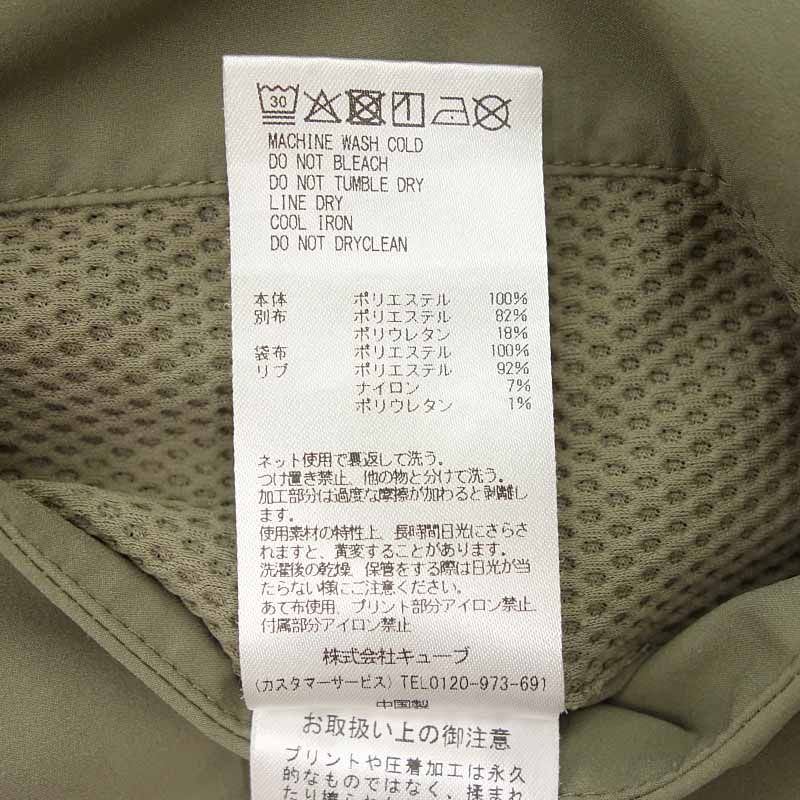 30
MACHINE WASH COLD
DO NOT BLEACH
DO NOT TUMBLE DRY
LINE DRY
COOL IRON
DO NOT DRYCLEAN
本体 ポリエステル 100%
別布 ポリエステル 82%
ポリウレタン 18%
袋布 ポリエステル 100%
リブ ポリエステル 92%
ナイロン 7%
ポリウレタン 1%
ネット使用で裏返して洗う。
つけ置き禁止、他の物と分けて洗う。
加工部分は過度な摩擦が加わると剥離し
ます。
使用素材の特性上、長時間日光にさらさ
れますと、黄変することがあります。
洗濯後の乾燥、保管をする際は日光が当
たらない様にご注意ください。
あて布使用、プリント部分アイロン禁止、
付属部分アイロン禁止
株式会社キューブ
(カスタマーサービス) TEL0120-973-691
中国製
お取扱い上の御注意
プリントや圧着加工は永久
的なものではなく、揉まれ